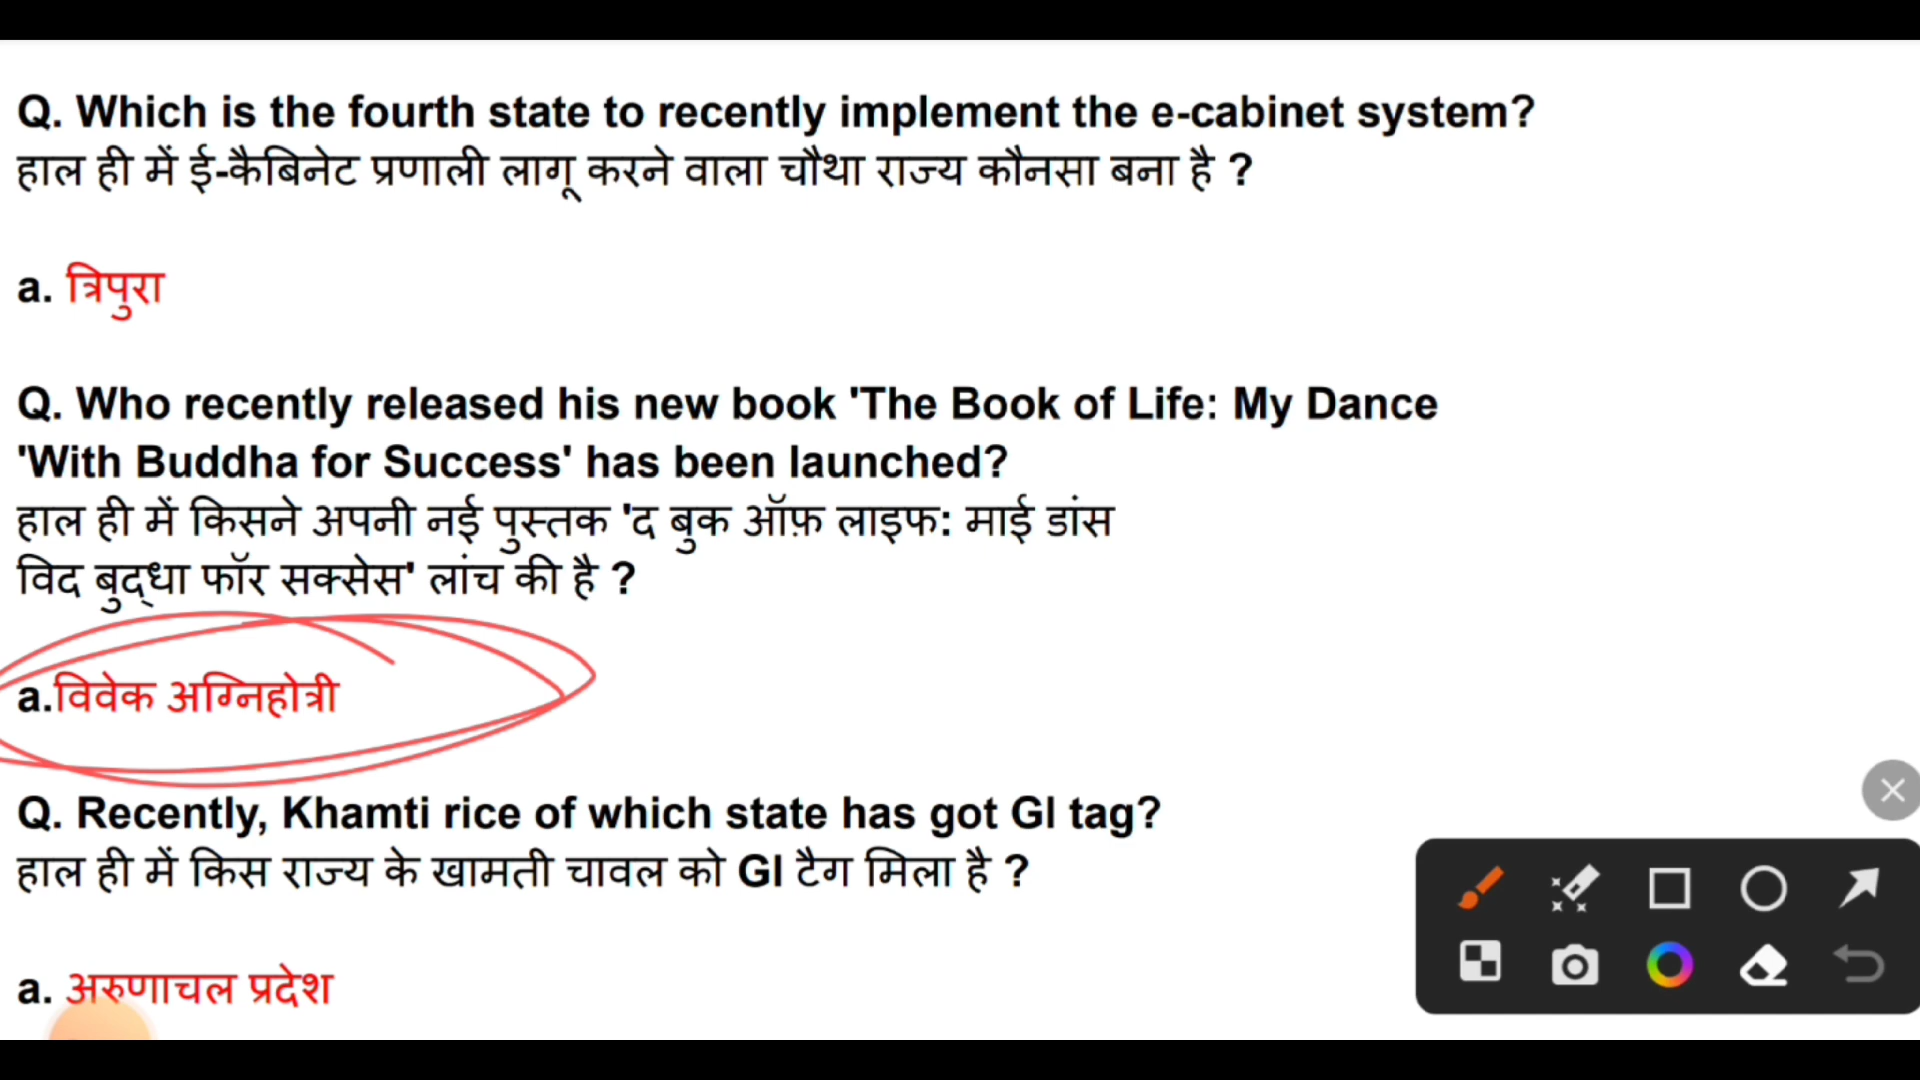 Q. Which is the fourth state to recently implement the e-cabinet system?
हाल ही में ई-कैबिनेट प्रणाली लागू करने वाला चौथा राज्य कौनसा बना है ?
a. त्रिपुरा
Q. Who recently released his new book 'The Book of Life: My Dance
'With Buddha for Success' has been launched?
हाल ही में किसने अपनी नई पुस्तक 'द बुक ऑफ़ लाइफ: माई डांस
विद बुद्धा फॉर सक्सेस' लांच की है ?
a.विवेक अग्निहोत्री
Q. Recently, Khamti rice of which state has got GI tag?
हाल ही में किस राज्य के खामती चावल को GI टैग मिला है ?
a. अरुणाचल प्रदेश